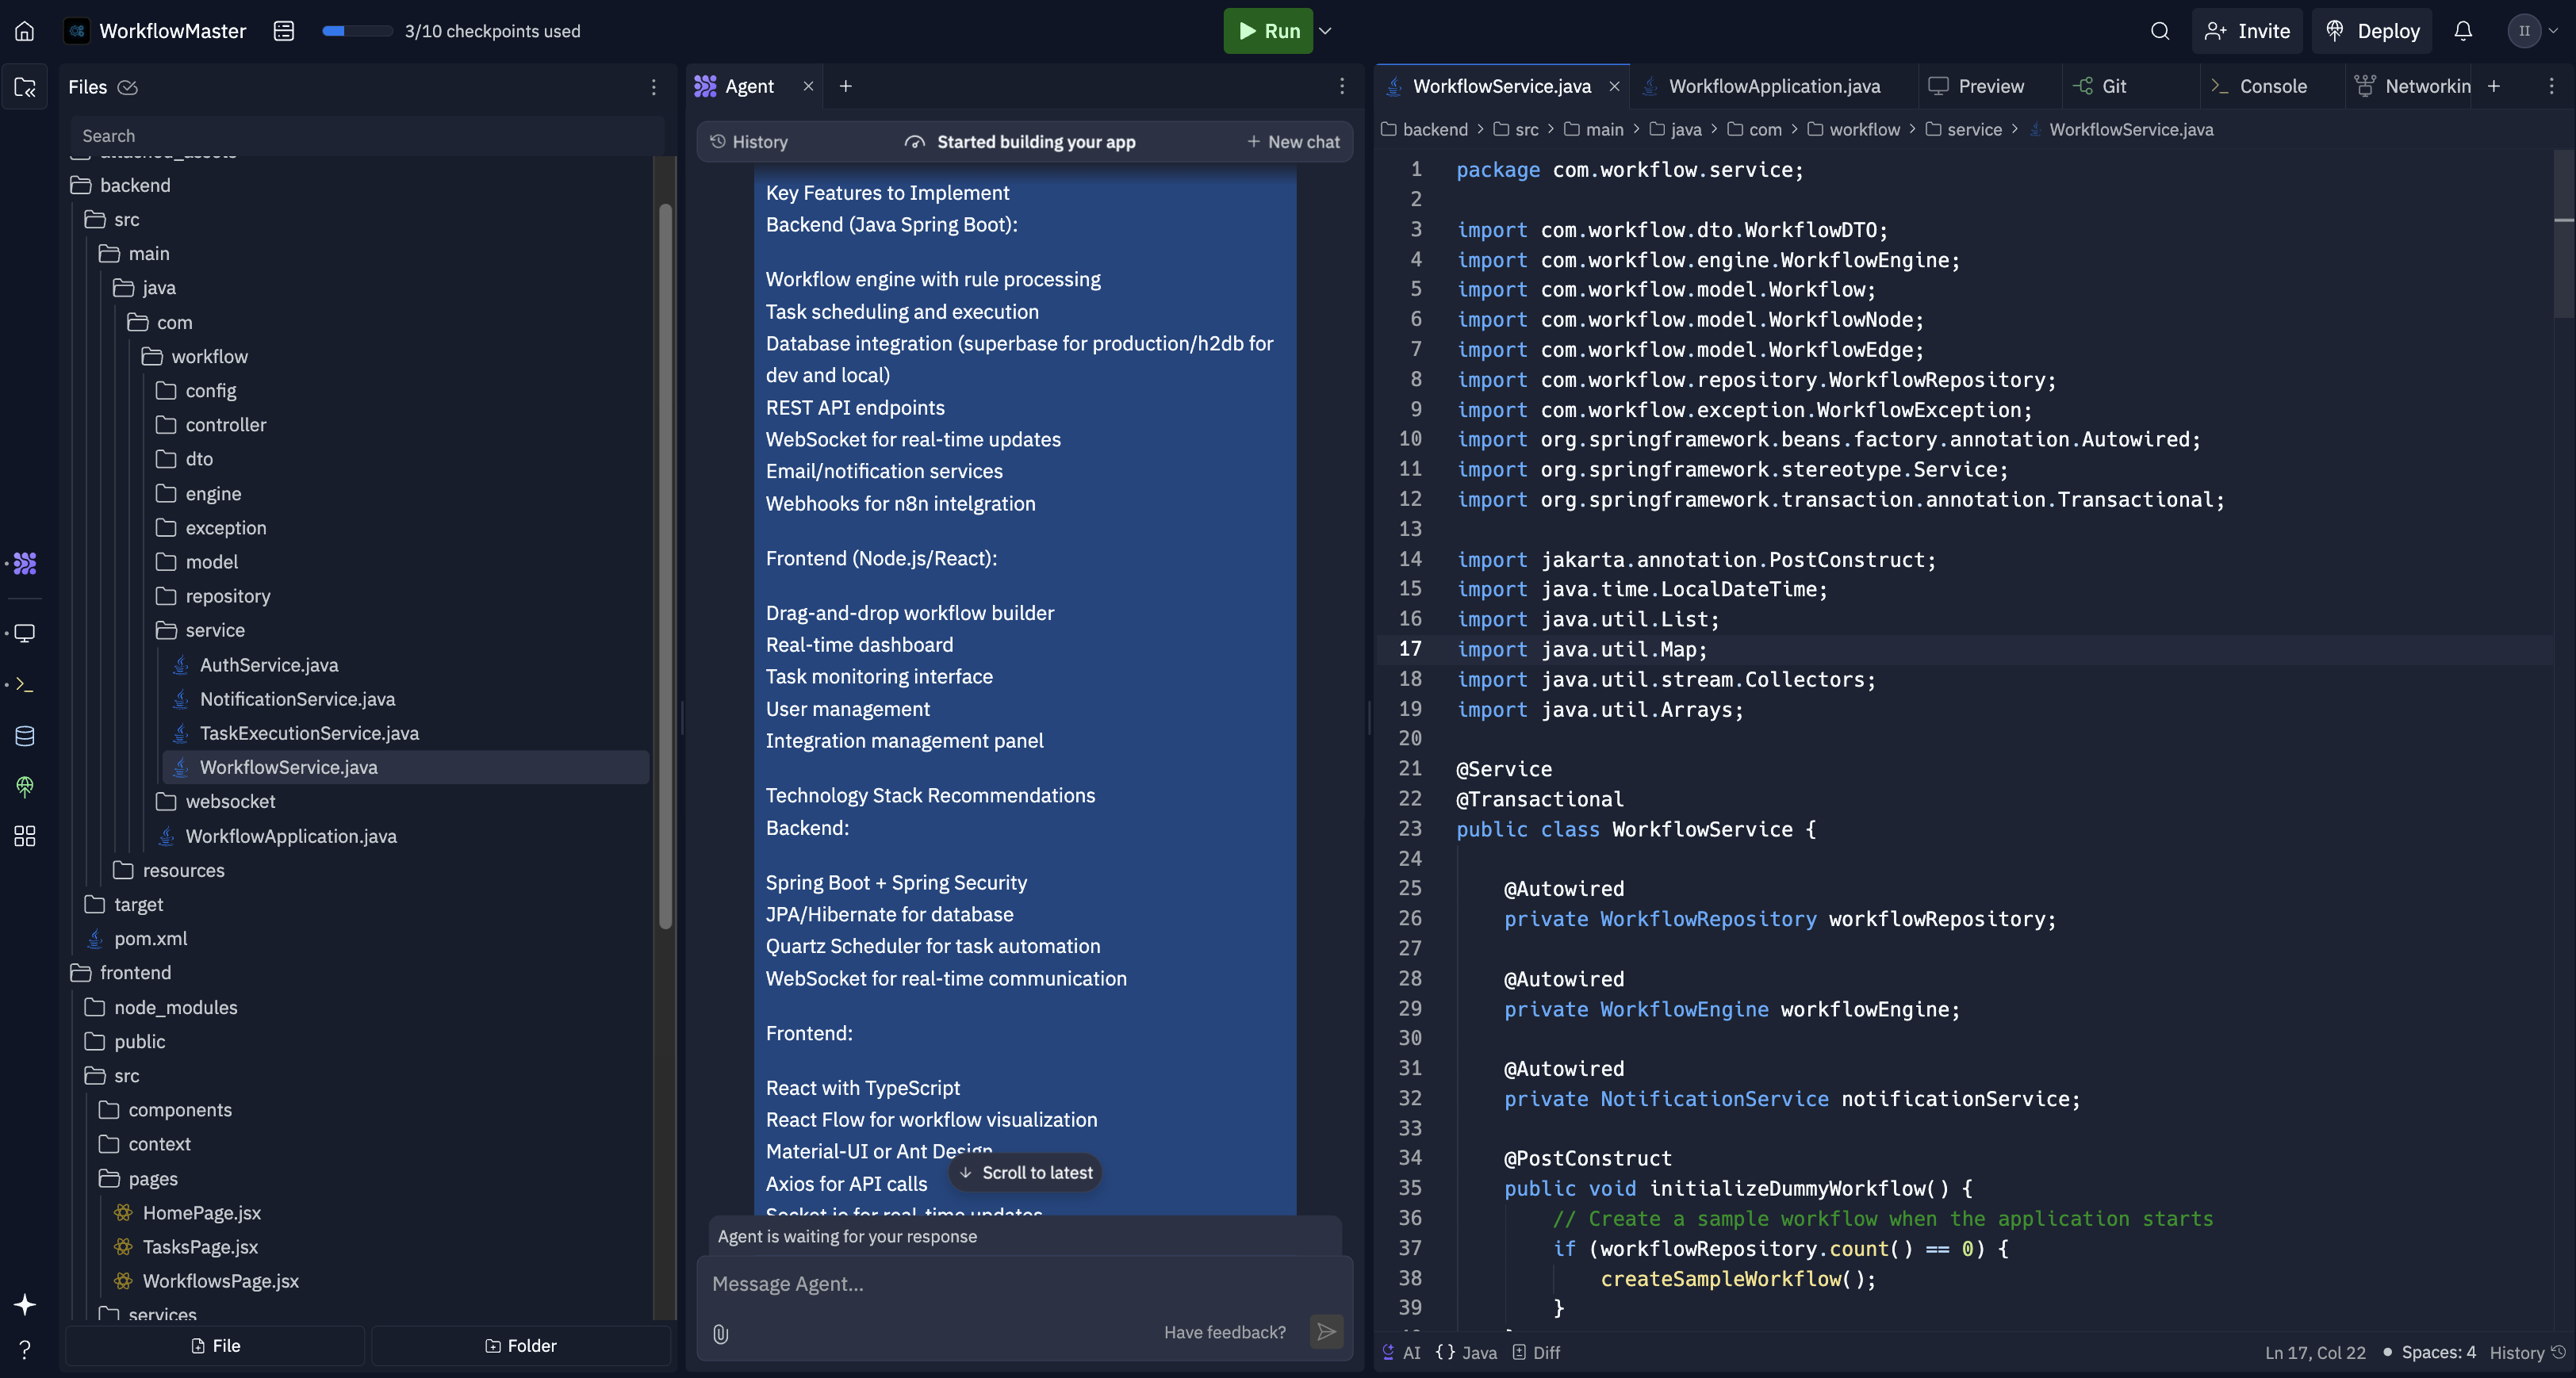 WorkflowMaster
3/10 checkpoints used
Run
Invite
Deploy
II
Files
Search
attached_assets
backend
src
main
java
com
workflow
config
controller
dto
engine
exception
model
repository
service
AuthService.java
NotificationService.java
TaskExecutionService.java
WorkflowService.java
websocket
WorkflowApplication.java
resources
target
pom.xml
frontend
node_modules
public
src
components
context
pages
HomePage.jsx
TasksPage.jsx
WorkflowsPage.jsx
services
File
Folder
Agent
History
Started building your app
New chat
Key Features to Implement
Backend (Java Spring Boot):
Workflow engine with rule processing
Task scheduling and execution
Database integration (superbase for production/h2db for
dev and local)
REST API endpoints
WebSocket for real-time updates
Email/notification services
Webhooks for n8n intelgration
Frontend (Node.js/React):
Drag-and-drop workflow builder
Real-time dashboard
Task monitoring interface
User management
Integration management panel
Technology Stack Recommendations
Backend:
Spring Boot + Spring Security
JPA/Hibernate for database
Quartz Scheduler for task automation
WebSocket for real-time communication
Frontend:
React with TypeScript
React Flow for workflow visualization
Material-UI or Ant Design
Axios for API calls
Socket.io for real-time updates
Scroll to latest
Agent is waiting for your response
Message Agent...
Have feedback?
WorkflowService.java
WorkflowApplication.java
Preview
Git
Console
Networkin
backend > src > main > java > com > workflow > service > WorkflowService.java
1 package com.workflow.service;
2
3 import com.workflow.dto.WorkflowDTO;
4 import com.workflow.engine.WorkflowEngine;
5 import com.workflow.model.Workflow;
6 import com.workflow.model.WorkflowNode;
7 import com.workflow.model.WorkflowEdge;
8 import com.workflow.repository.WorkflowRepository;
9 import com.workflow.exception.WorkflowException;
10 import org.springframework.beans.factory.annotation.Autowired;
11 import org.springframework.stereotype.Service;
12 import org.springframework.transaction.annotation.Transactional;
13
14 import jakarta.annotation.PostConstruct;
15 import java.time.LocalDateTime;
16 import java.util.List;
17 import java.util.Map;
18 import java.util.stream.Collectors;
19 import java.util.Arrays;
20
21 @Service
22 @Transactional
23 public class WorkflowService {
24
25 @Autowired
26 private WorkflowRepository workflowRepository;
27
28 @Autowired
29 private WorkflowEngine workflowEngine;
30
31 @Autowired
32 private NotificationService notificationService;
33
34 @PostConstruct
35 public void initializeDummyWorkflow() {
36 // Create a sample workflow when the application starts
37 if (workflowRepository.count() == 0) {
38 createSampleWorkflow();
39 }
AI
{} Java
Diff
Ln 17, Col 22
Spaces: 4
History